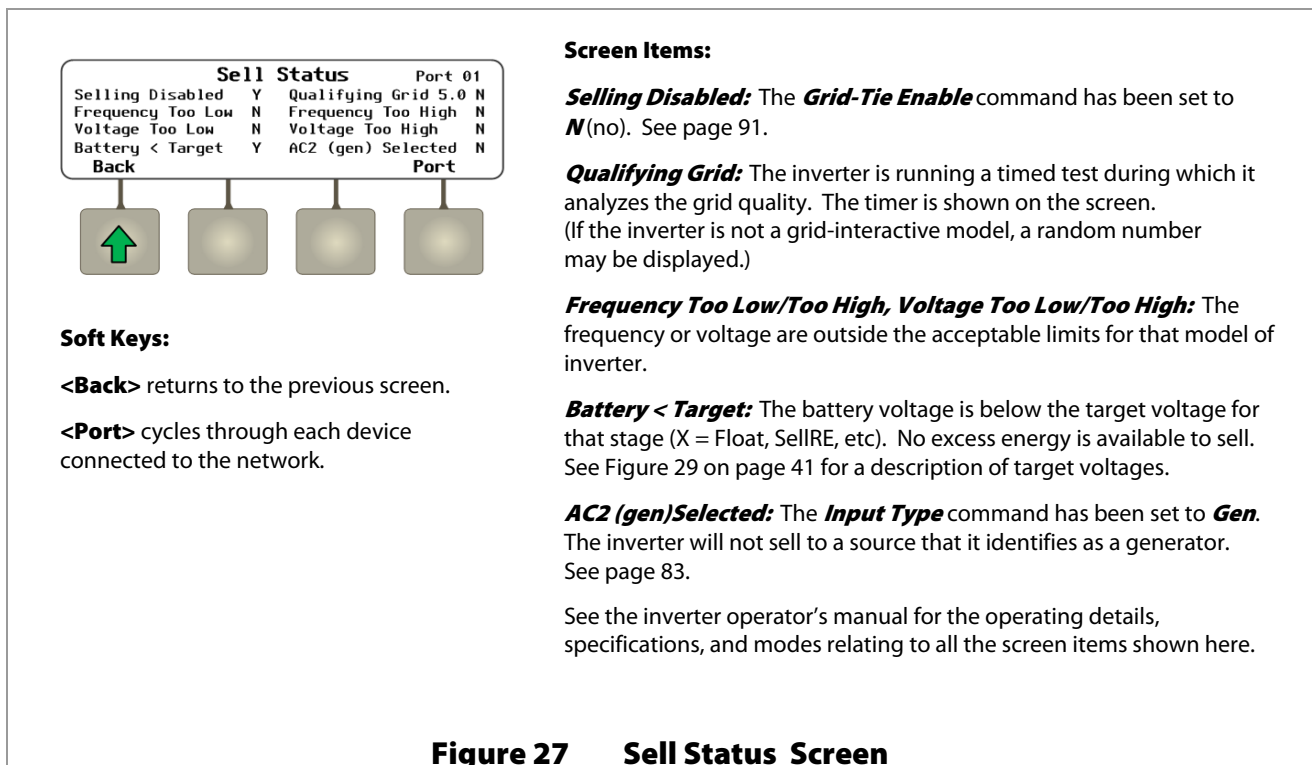 Sell Status Port 01
Selling Disabled Y Qualifying Grid 5.0 N
Frequency Too Low N Frequency Too High N
Voltage Too Low N Voltage Too High N
Battery < Target Y AC2 (gen) Selected N
Back Port
Soft Keys:
<Back> returns to the previous screen.
<Port> cycles through each device
connected to the network.
Screen Items:
Selling Disabled: The Grid-Tie Enable command has been set to
N (no). See page 91.
Qualifying Grid: The inverter is running a timed test during which it
analyzes the grid quality. The timer is shown on the screen.
(If the inverter is not a grid-interactive model, a random number
may be displayed.)
Frequency Too Low/Too High, Voltage Too Low/Too High: The
frequency or voltage are outside the acceptable limits for that model of
inverter.
Battery < Target: The battery voltage is below the target voltage for
that stage (X = Float, SellRE, etc). No excess energy is available to sell.
See Figure 29 on page 41 for a description of target voltages.
AC2 (gen)Selected: The Input Type command has been set to Gen.
The inverter will not sell to a source that it identifies as a generator.
See page 83.
See the inverter operator's manual for the operating details,
specifications, and modes relating to all the screen items shown here.
Figure 27 Sell Status Screen